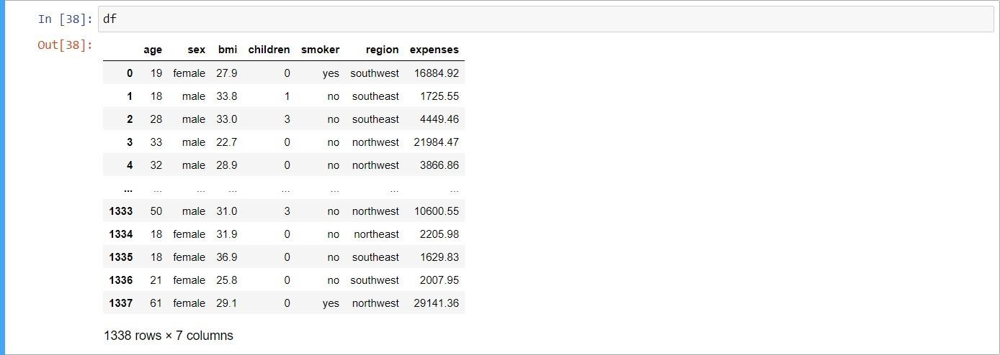 In [38]: df
Out[38]:
age sex bmi children smoker region expenses
0 19 female 27.9 0 yes southwest 16884.92
1 18 male 33.8 1 no southeast 1725.55
2 28 male 33.0 3 no southeast 4449.46
3 33 male 22.7 0 no northwest 21984.47
4 32 male 28.9 0 no northwest 3866.86
... ... ... ... ... ... ... ...
1333 50 male 31.0 3 no northwest 10600.55
1334 18 female 31.9 0 no northeast 2205.98
1335 18 female 36.9 0 no southeast 1629.83
1336 21 female 25.8 0 no southwest 2007.95
1337 61 female 29.1 0 yes northwest 29141.36
1338 rows × 7 columns